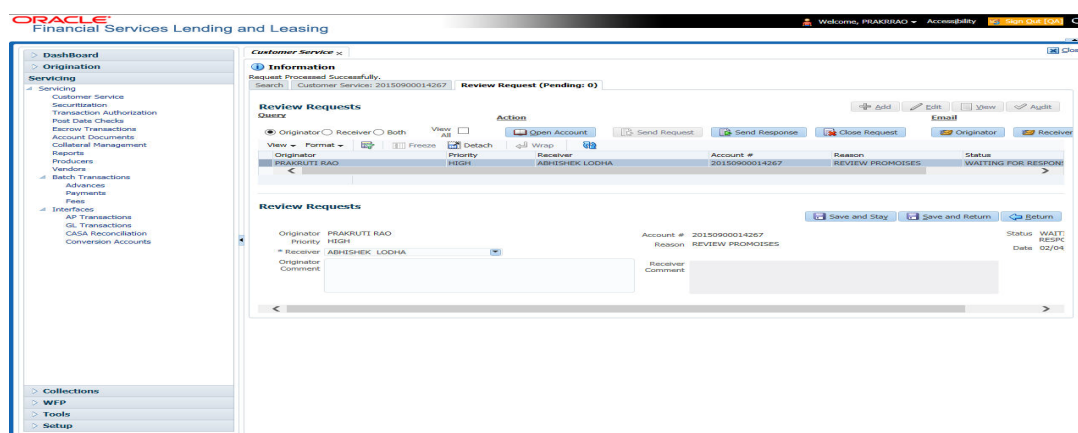 ORACLE
Financial Services Lending and Leasing
Welcome, PRAKRRAO Accessibility Sign Out [QA]
DashBoard
Origination
Servicing
Servicing
Customer Service
Securitization
Transaction Authorization
Post Date Checks
Escrow Transactions
Account Documents
Collateral Management
Reports
Producers
Vendors
Batch Transactions
Advances
Payments
Fees
Interfaces
AP Transactions
GL Transactions
CASA Reconciliation
Conversion Accounts
Collections
WFP
Tools
Setup
Customer Service x
Clos
Information
Request Processed Successfully.
Search Customer Service: 20150900014267 Review Request (Pending: 0)
Review Requests
Add Edit View Audit
Query Action Email
Originator Receiver Both View All Open Account Send Request Send Response Close Request Originator Receiver
View Format Freeze Detach Wrap
Originator Priority Receiver Account # Reason Status
PRAKRUTI RAO HIGH ABHISHEK LODHA 20150900014267 REVIEW PROMOISES WAITING FOR RESPONS
Review Requests
Save and Stay Save and Return Return
Originator PRAKRUTI RAO Account # 20150900014267 Status WAIT
RESPO
Priority HIGH Reason REVIEW PROMOISES Date 02/04
* Receiver ABHISHEK LODHA
Originator Comment Receiver Comment